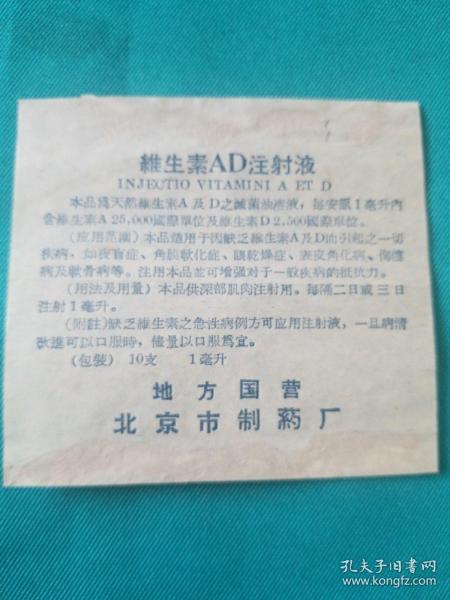 維生素AD注射液
INJECTIO VITAMINI A ET D
本品為天然維生素A及D之滅菌油溶液，每安瓿1毫升內
含維生素A 25,000國際單位及維生素D 2,500國際單位。
(应用范圍) 本品适用于因缺乏維生素A及D而引起之一切
疾病，如夜盲症、角膜軟化症、眼乾燥症、表皮角化病、佝僂
病及軟骨病等。注用本品並可增强对于一般疾病的抵抗力。
(用法及用量) 本品供深部肌肉注射用。每隔二日或三日
注射1毫升。
(附註) 缺乏維生素之急性病例方可应用注射液，一旦病情
改進可以口服時，儘量以口服為宜。
(包裝) 10支 1毫升
地方国营
北京市制葯厂
孔夫子旧书网
www.kongfz.com